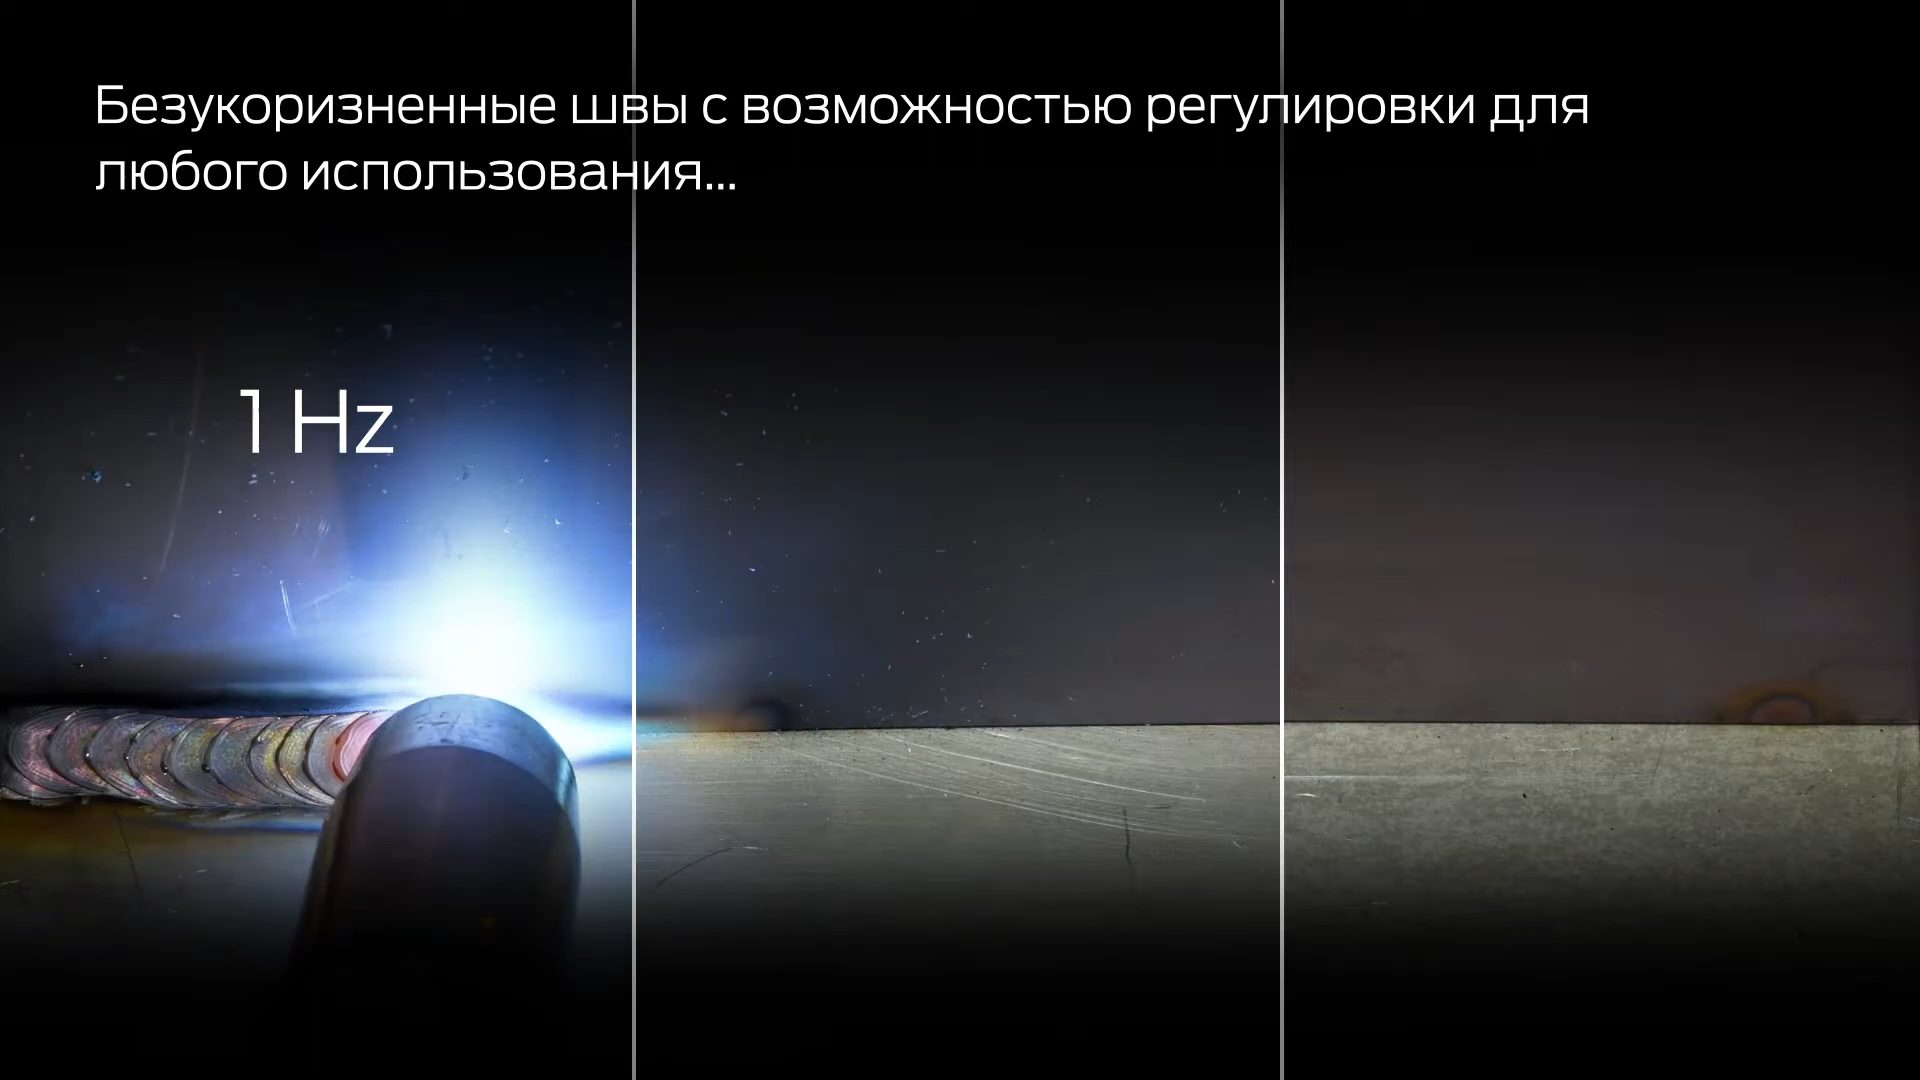 Безукоризненные швы с возможностью регулировки для
любого использования...
1 Hz